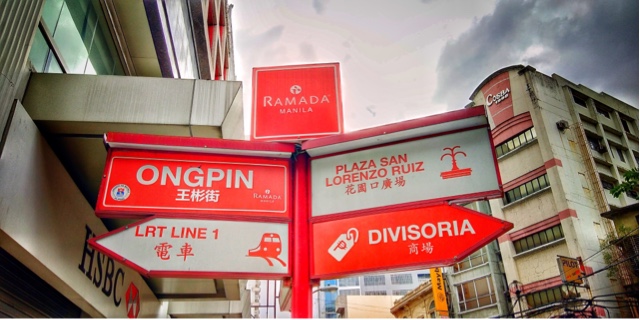 RAMADA
MANILA
ONGPIN
王彬街
RAMADA
PLAZA SAN
LORENZO RUIZ
花園口廣場
LRT LINE 1
電車
DIVISORIA
商場
HSBC